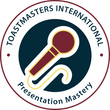 • TOASTMASTERS INTERNATIONAL •
Presentation Mastery